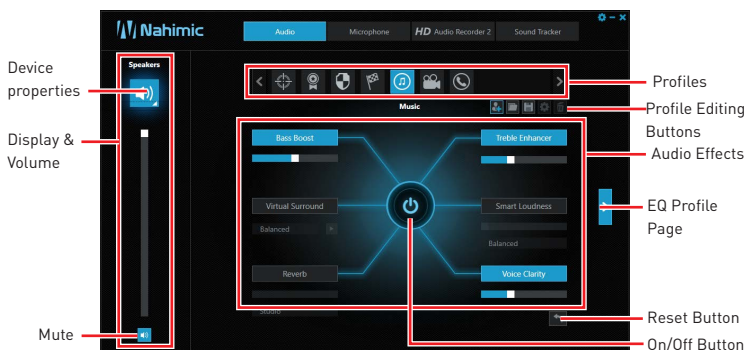 Nahimic
Audio
Microphone
HD Audio Recorder 2
Sound Tracker
Device
properties
Display &
Volume
Mute
Speakers
Music
Bass Boost
Treble Enhancer
Virtual Surround
Balanced
Smart Loudness
Balanced
Reverb
Studio
Voice Clarity
Profiles
Profile Editing
Buttons
Audio Effects
EQ Profile
Page
Reset Button
On/Off Button